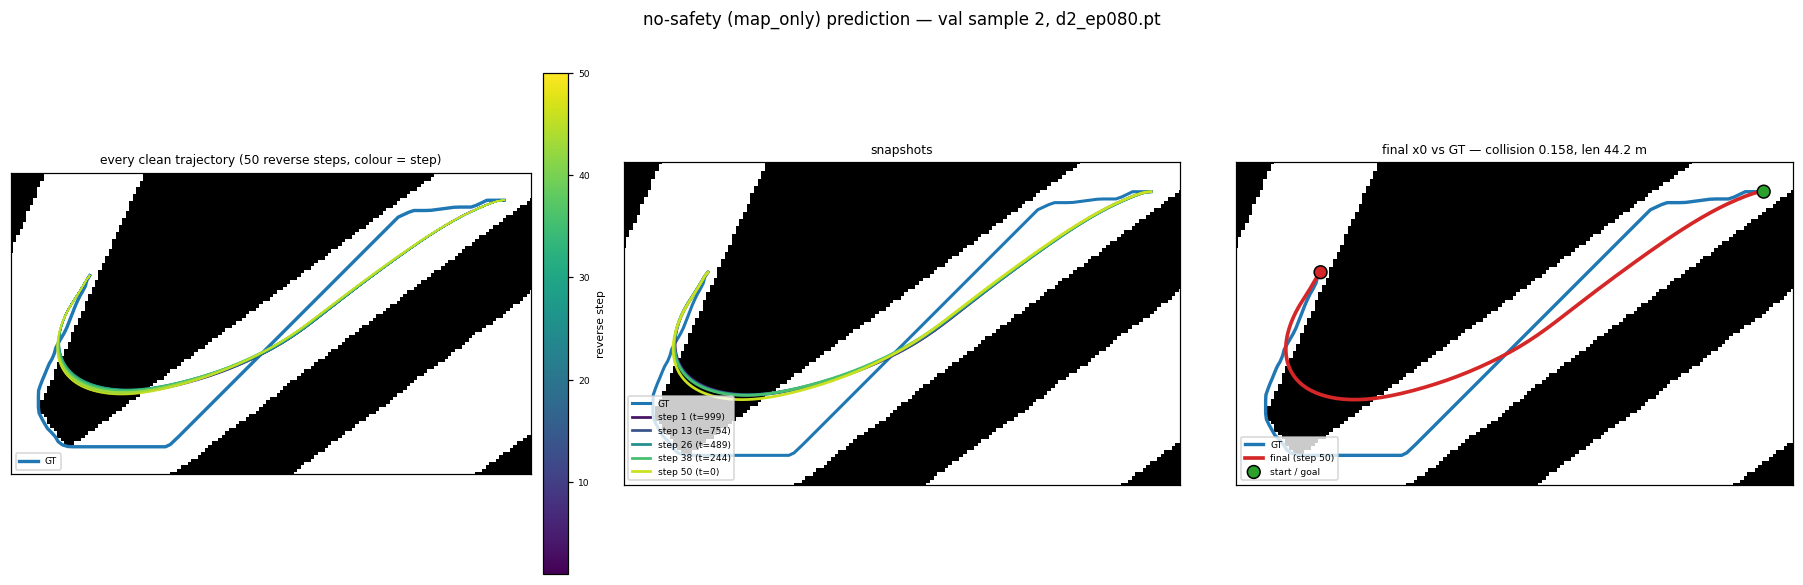 no-safety (map_only) prediction — val sample 2, d2_ep080.pt
every clean trajectory (50 reverse steps, colour = step)
GT
50
40
30
20
10
reverse step
snapshots
GT
step 1 (t=999)
step 13 (t=754)
step 26 (t=489)
step 38 (t=244)
step 50 (t=0)
final x0 vs GT — collision 0.158, len 44.2 m
GT
final (step 50)
start / goal